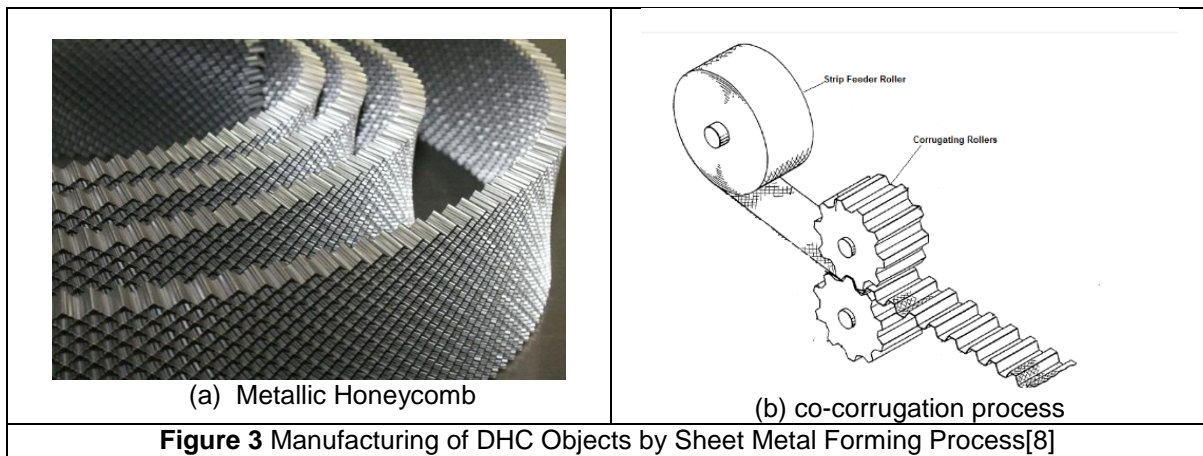 Strip Feeder Roller
Corrugating Rollers
(a) Metallic Honeycomb
(b) co-corrugation process
Figure 3 Manufacturing of DHC Objects by Sheet Metal Forming Process[8]